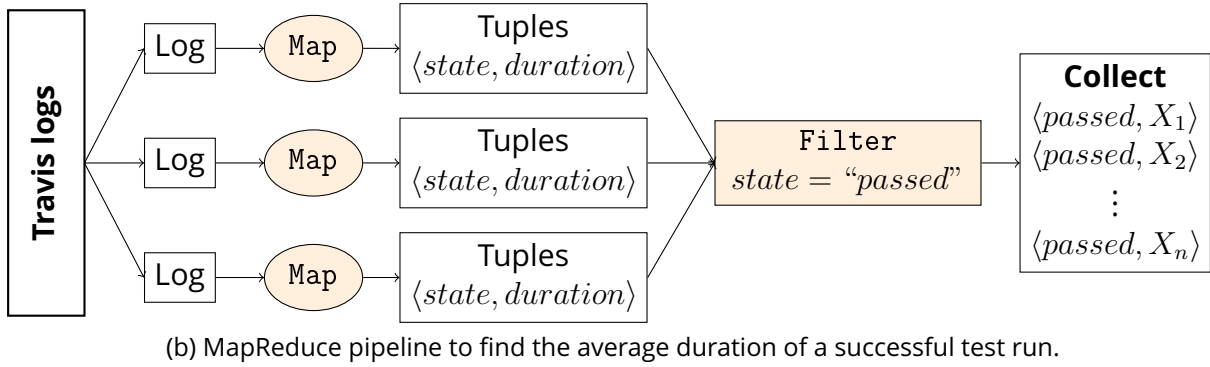 Travis logs
Log
Map
Tuples
⟨state, duration⟩
Log
Map
Tuples
⟨state, duration⟩
Log
Map
Tuples
⟨state, duration⟩
Filter
state = “passed”
Collect
⟨passed, X₁⟩
⟨passed, X₂⟩
⋮
⟨passed, Xₙ⟩
(b) MapReduce pipeline to find the average duration of a successful test run.